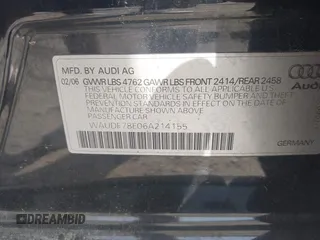 MFD. BY AUDI AG
02/06 GVWR LBS 4762 GAWR LBS FRONT 2414/REAR 2458
THIS VEHICLE CONFORMS TO ALL APPLICABLE
FEDERAL MOTOR VEHICLE SAFETY BUMPER AND THEFT
PREVENTION STANDARDS IN EFFECT ON THE DATE OF
MANUFACTURE SHOWN ABOVE
PASSENGER CAR
WAUDF78E06A214155
Audi
GERMANY
DREAMBID